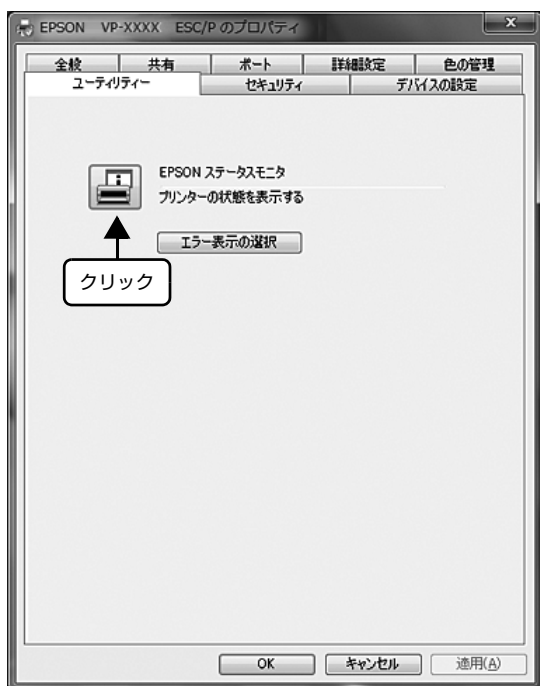 EPSON VP-XXXX ESC/P のプロパティ
x
全般 共有 ポート 詳細設定 色の管理
ユーティリティー セキュリティ デバイスの設定
EPSON ステータスモニタ
プリンターの状態を表示する
エラー表示の選択
クリック
OK キャンセル 適用(A)